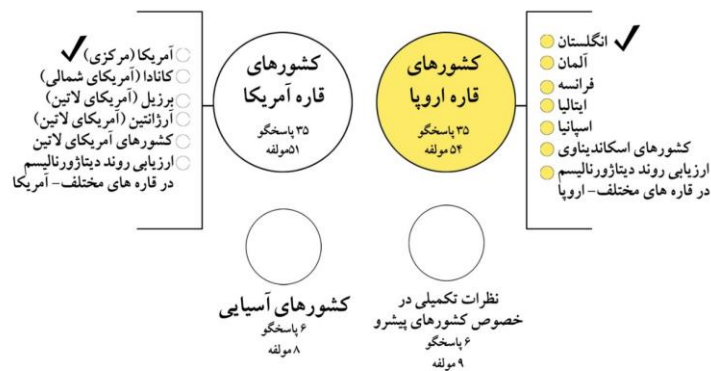 انگلستان
آلمان
فرانسه
ایتالیا
اسپانیا
کشورهای اسکاندیناوی
ارزیابی روند دیتاژورنالیسم
در قاره های مختلف- اروپا
کشورهای
قاره اروپا
۳۵ پاسخگو
۵۴ مولفه
کشورهای
قاره آمریکا
۳۵ پاسخگو
۵۱مولفه
آمریکا (مرکزی)
کانادا (آمریکای شمالی)
برزیل (آمریکای لاتین)
آرژانتین (آمریکای لاتین)
کشورهای آمریکای لاتین
ارزیابی روند دیتاژورنالیسم
در قاره های مختلف- آمریکا
نظرات تکمیلی در
خصوص کشورهای پیشرو
۶ پاسخگو
۹ مولفه
کشورهای آسیایی
۶ پاسخگو
۸ مولفه